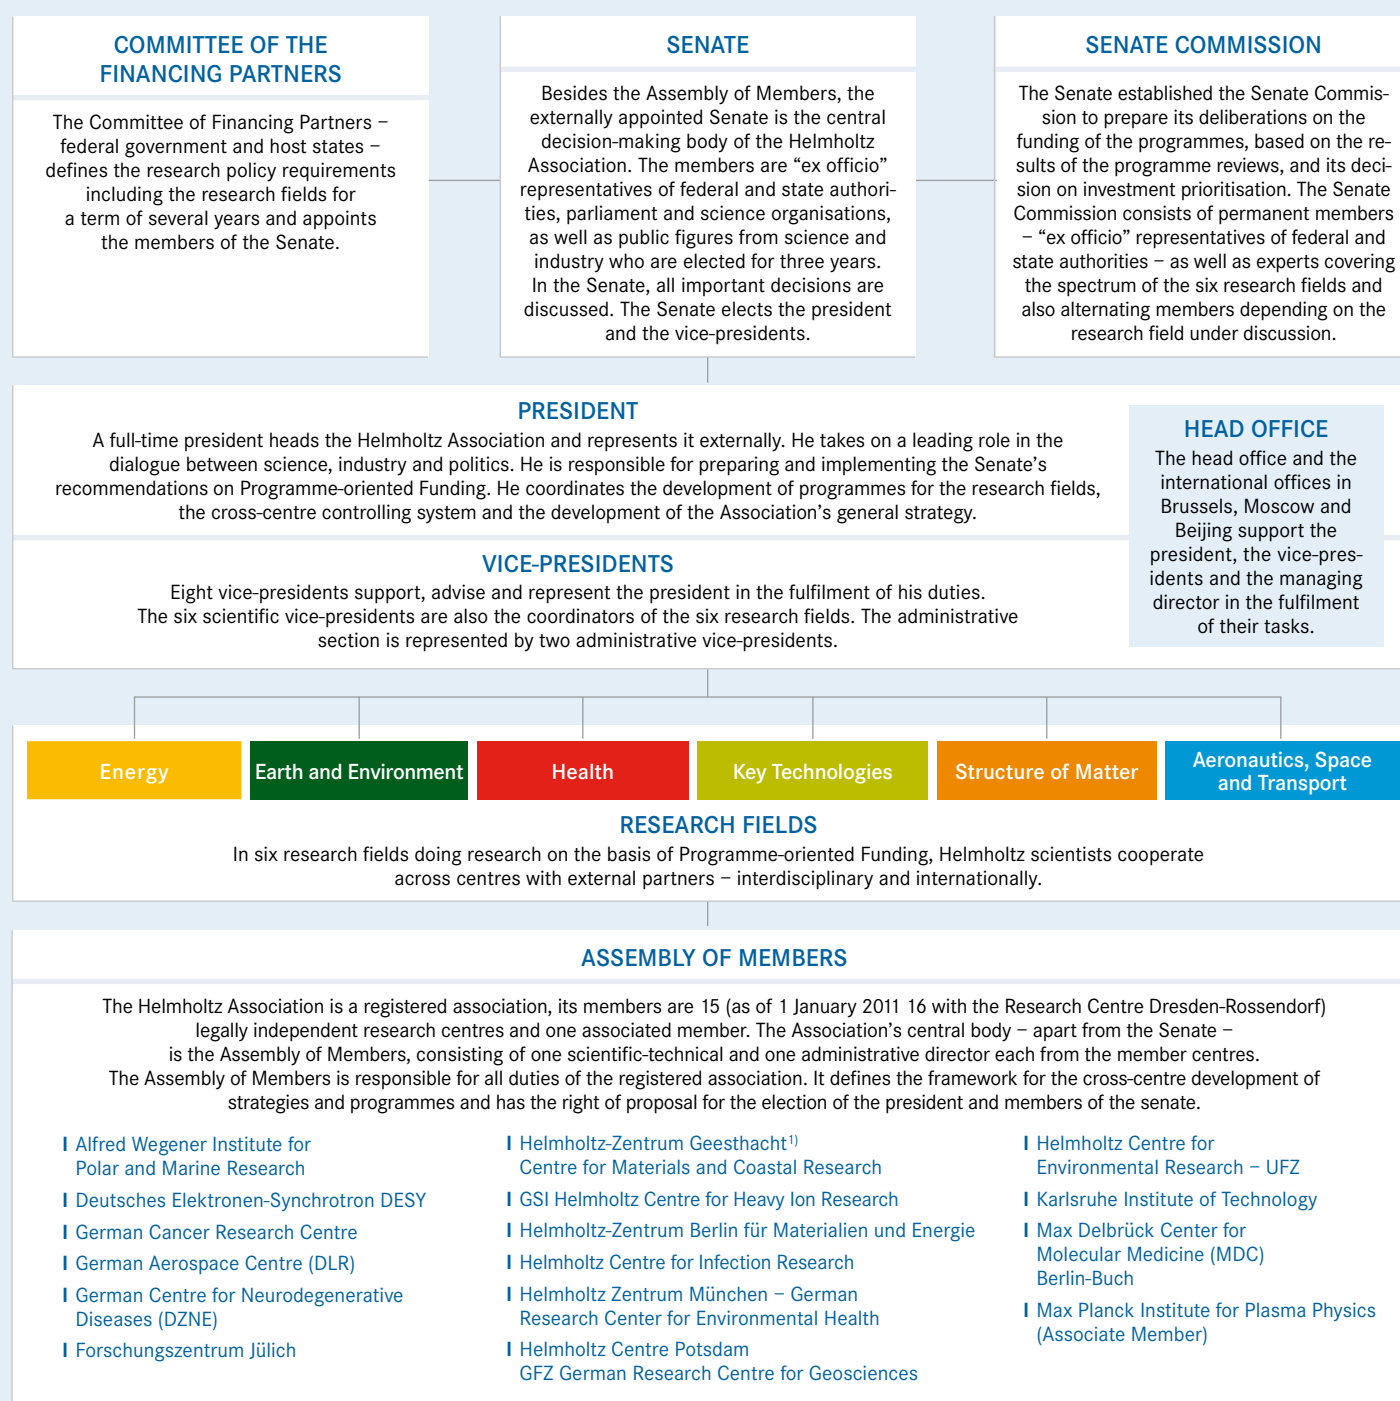 COMMITTEE OF THE
FINANCING PARTNERS
The Committee of Financing Partners –
federal government and host states –
defines the research policy requirements
including the research fields for
a term of several years and appoints
the members of the Senate.
SENATE
Besides the Assembly of Members, the
externally appointed Senate is the central
decision-making body of the Helmholtz
Association. The members are “ex officio”
representatives of federal and state authori-
ties, parliament and science organisations,
as well as public figures from science and
industry who are elected for three years.
In the Senate, all important decisions are
discussed. The Senate elects the president
and the vice-presidents.
SENATE COMMISSION
The Senate established the Senate Commis-
sion to prepare its deliberations on the
funding of the programmes, based on the re-
sults of the programme reviews, and its deci-
sion on investment prioritisation. The Senate
Commission consists of permanent members
– “ex officio” representatives of federal and
state authorities – as well as experts covering
the spectrum of the six research fields and
also alternating members depending on the
research field under discussion.
PRESIDENT
A full-time president heads the Helmholtz Association and represents it externally. He takes on a leading role in the
dialogue between science, industry and politics. He is responsible for preparing and implementing the Senate’s
recommendations on Programme-oriented Funding. He coordinates the development of programmes for the research fields,
the cross-centre controlling system and the development of the Association’s general strategy.
VICE-PRESIDENTS
Eight vice-presidents support, advise and represent the president in the fulfilment of his duties.
The six scientific vice-presidents are also the coordinators of the six research fields. The administrative
section is represented by two administrative vice-presidents.
HEAD OFFICE
The head office and the
international offices in
Brussels, Moscow and
Beijing support the
president, the vice-pres-
idents and the managing
director in the fulfilment
of their tasks.
Energy
Earth and Environment
Health
Key Technologies
Structure of Matter
Aeronautics, Space
and Transport
RESEARCH FIELDS
In six research fields doing research on the basis of Programme-oriented Funding, Helmholtz scientists cooperate
across centres with external partners – interdisciplinary and internationally.
ASSEMBLY OF MEMBERS
The Helmholtz Association is a registered association, its members are 15 (as of 1 January 2011 16 with the Research Centre Dresden-Rossendorf)
legally independent research centres and one associated member. The Association’s central body – apart from the Senate –
is the Assembly of Members, consisting of one scientific-technical and one administrative director each from the member centres.
The Assembly of Members is responsible for all duties of the registered association. It defines the framework for the cross-centre development of
strategies and programmes and has the right of proposal for the election of the president and members of the senate.
I Alfred Wegener Institute for
Polar and Marine Research
I Deutsches Elektronen-Synchrotron DESY
I German Cancer Research Centre
I German Aerospace Centre (DLR)
I German Centre for Neurodegenerative
Diseases (DZNE)
I Forschungszentrum Jülich
I Helmholtz-Zentrum Geesthacht1)
Centre for Materials and Coastal Research
I GSI Helmholtz Centre for Heavy Ion Research
I Helmholtz-Zentrum Berlin für Materialien und Energie
I Helmholtz Centre for Infection Research
I Helmholtz Zentrum München – German
Research Center for Environmental Health
I Helmholtz Centre Potsdam
GFZ German Research Centre for Geosciences
I Helmholtz Centre for
Environmental Research – UFZ
I Karlsruhe Institute of Technology
I Max Delbrück Center for
Molecular Medicine (MDC)
Berlin-Buch
I Max Planck Institute for Plasma Physics
(Associate Member)